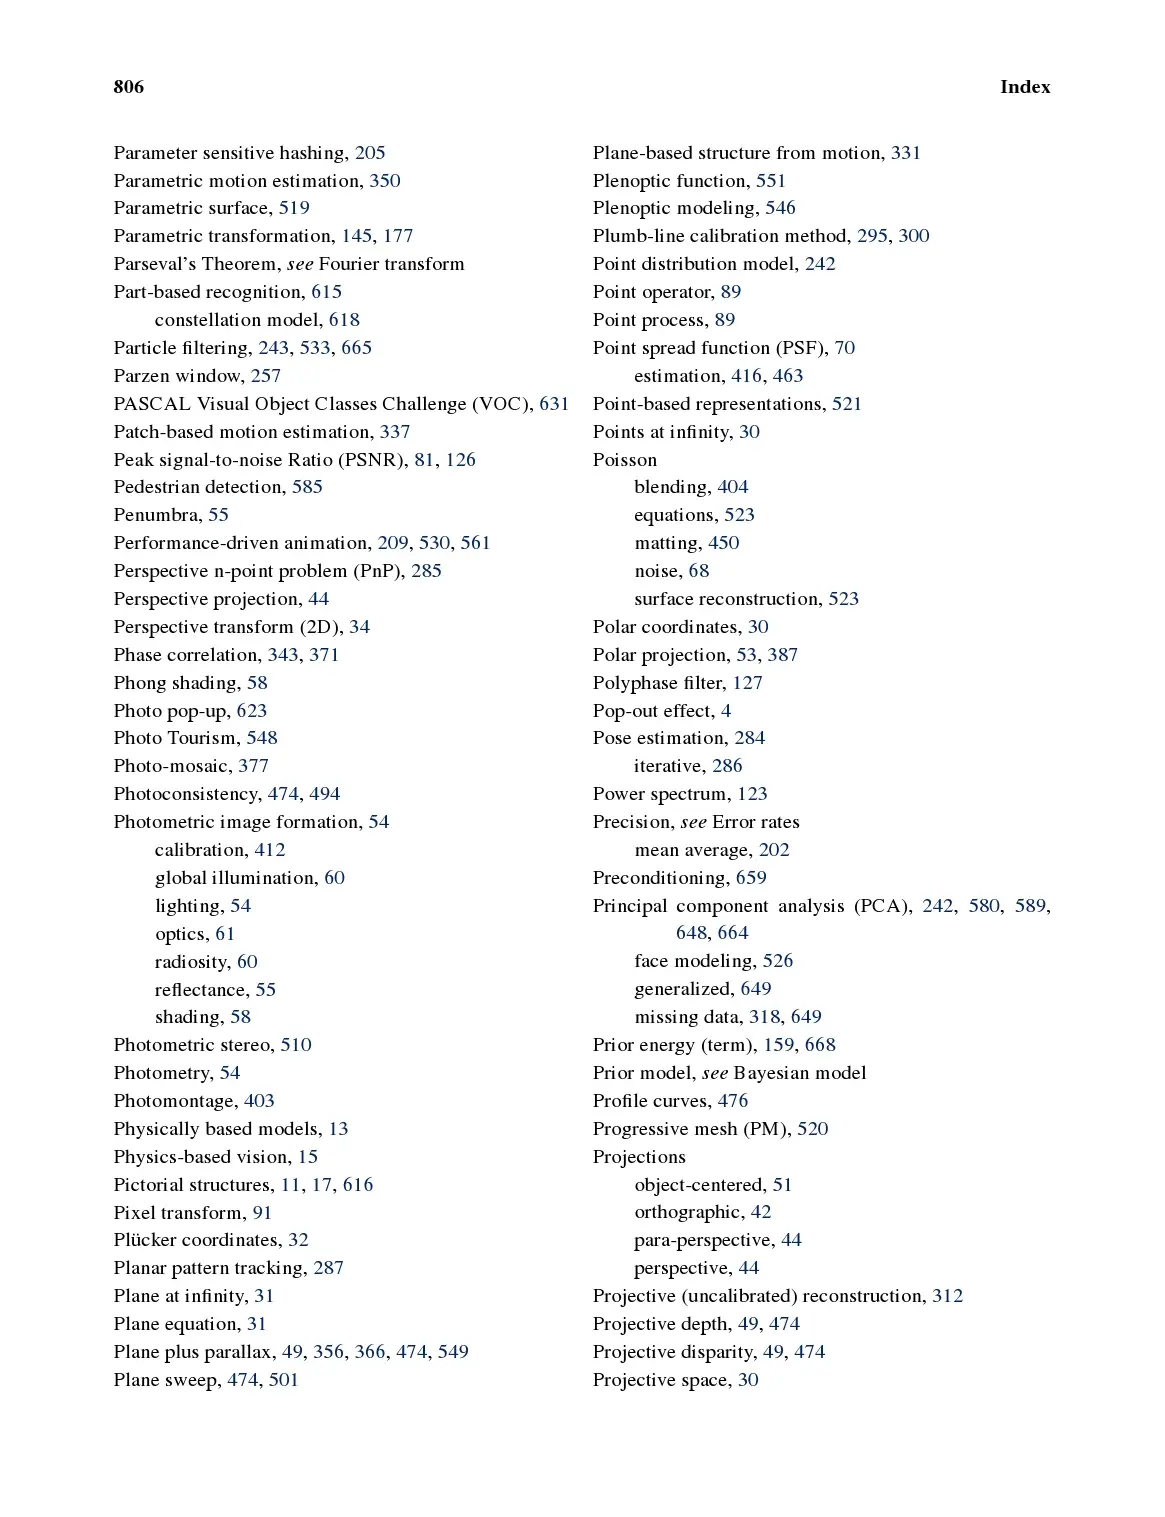 806
Index
Parameter sensitive hashing, 205
Parametric motion estimation, 350
Parametric surface, 519
Parametric transformation, 145, 177
Parseval’s Theorem, see Fourier transform
Part-based recognition, 615
constellation model, 618
Particle filtering, 243, 533, 665
Parzen window, 257
PASCAL Visual Object Classes Challenge (VOC), 631
Patch-based motion estimation, 337
Peak signal-to-noise Ratio (PSNR), 81, 126
Pedestrian detection, 585
Penumbra, 55
Performance-driven animation, 209, 530, 561
Perspective n-point problem (PnP), 285
Perspective projection, 44
Perspective transform (2D), 34
Phase correlation, 343, 371
Phong shading, 58
Photo pop-up, 623
Photo Tourism, 548
Photo-mosaic, 377
Photoconsistency, 474, 494
Photometric image formation, 54
calibration, 412
global illumination, 60
lighting, 54
optics, 61
radiosity, 60
reflectance, 55
shading, 58
Photometric stereo, 510
Photometry, 54
Photomontage, 403
Physically based models, 13
Physics-based vision, 15
Pictorial structures, 11, 17, 616
Pixel transform, 91
Plücker coordinates, 32
Planar pattern tracking, 287
Plane at infinity, 31
Plane equation, 31
Plane plus parallax, 49, 356, 366, 474, 549
Plane sweep, 474, 501
Plane-based structure from motion, 331
Plenoptic function, 551
Plenoptic modeling, 546
Plumb-line calibration method, 295, 300
Point distribution model, 242
Point operator, 89
Point process, 89
Point spread function (PSF), 70
estimation, 416, 463
Point-based representations, 521
Points at infinity, 30
Poisson
blending, 404
equations, 523
matting, 450
noise, 68
surface reconstruction, 523
Polar coordinates, 30
Polar projection, 53, 387
Polyphase filter, 127
Pop-out effect, 4
Pose estimation, 284
iterative, 286
Power spectrum, 123
Precision, see Error rates
mean average, 202
Preconditioning, 659
Principal component analysis (PCA), 242, 580, 589,
648, 664
face modeling, 526
generalized, 649
missing data, 318, 649
Prior energy (term), 159, 668
Prior model, see Bayesian model
Profile curves, 476
Progressive mesh (PM), 520
Projections
object-centered, 51
orthographic, 42
para-perspective, 44
perspective, 44
Projective (uncalibrated) reconstruction, 312
Projective depth, 49, 474
Projective disparity, 49, 474
Projective space, 30